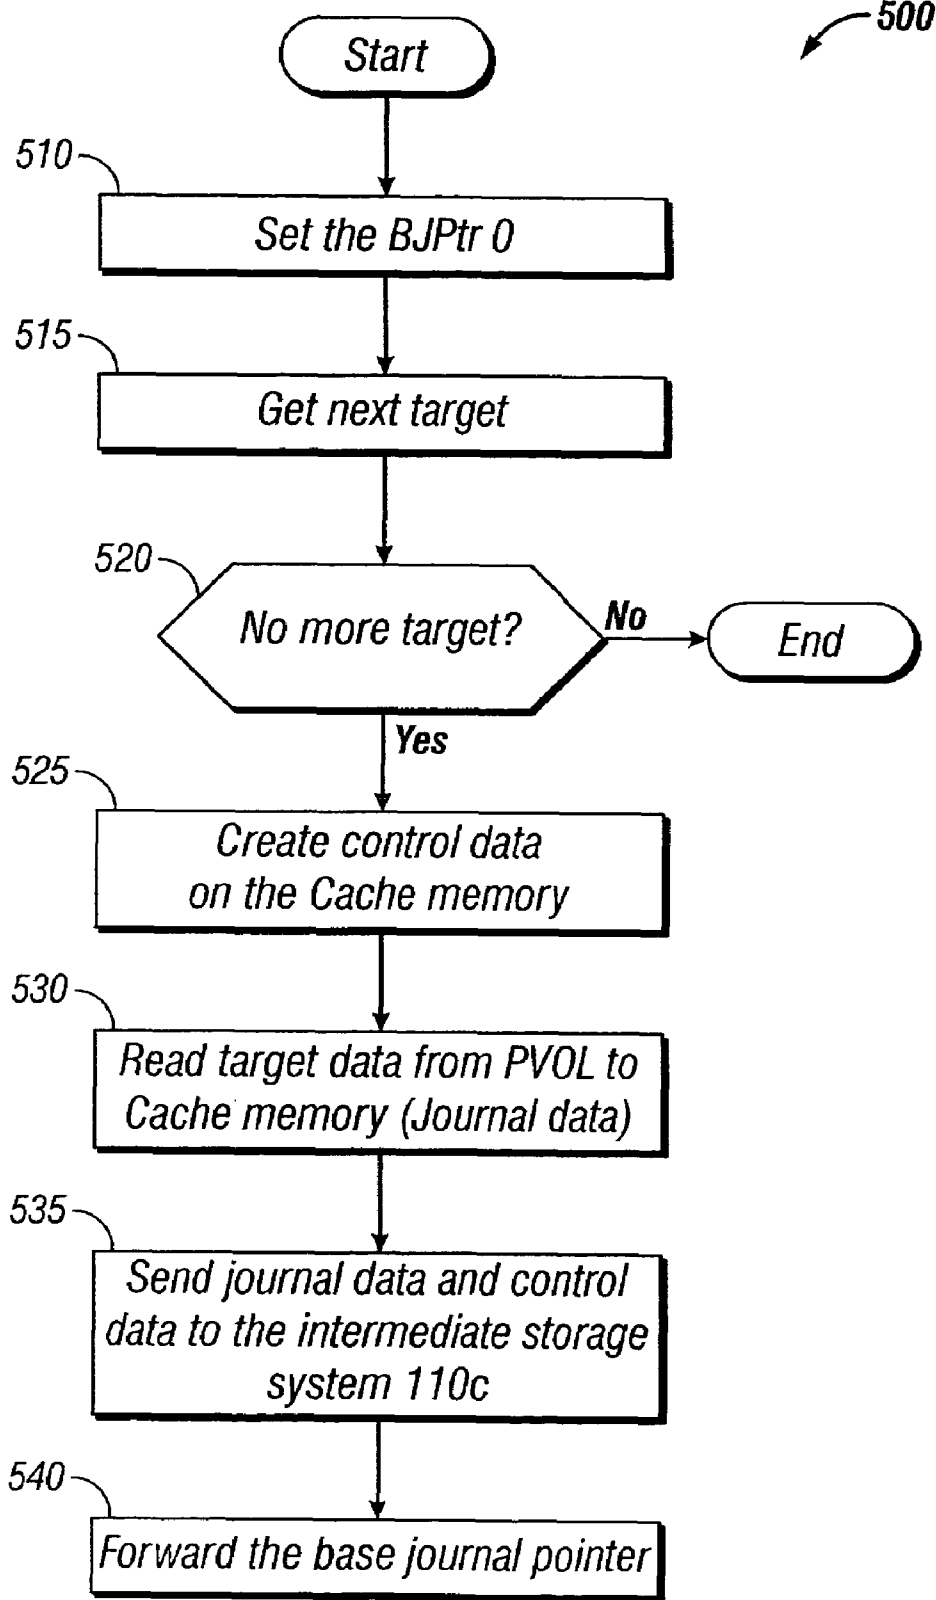 500
Start
510
Set the BJPtr 0
515
Get next target
520
No more target?
No
End
Yes
525
Create control data
on the Cache memory
530
Read target data from PVOL to
Cache memory (Journal data)
535
Send journal data and control
data to the intermediate storage
system 110c
540
Forward the base journal pointer